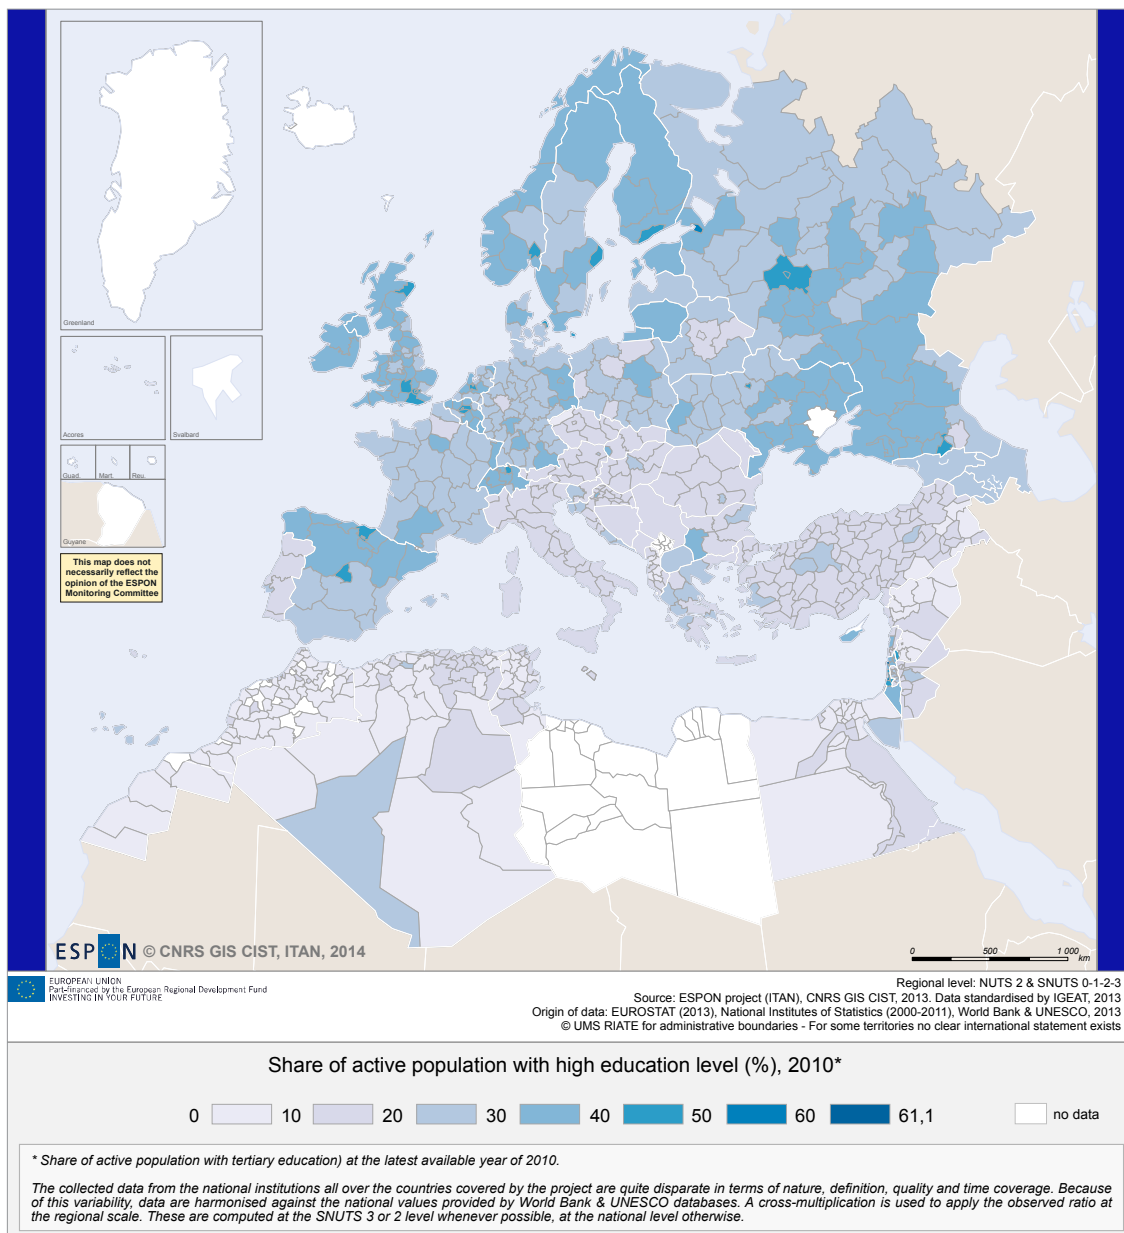 Greenland
Acores
Svalbard
Guad.
Mart.
Reu.
Guyane
This map does not
necessarily reflect the
opinion of the ESPON
Monitoring Committee
ESPON © CNRS GIS CIST, ITAN, 2014
0 500 1 000
km
EUROPEAN UNION
Part-financed by the European Regional Development Fund
INVESTING IN YOUR FUTURE
Regional level: NUTS 2 & SNUTS 0-1-2-3
Source: ESPON project (ITAN), CNRS GIS CIST, 2013. Data standardised by IGEAT, 2013
Origin of data: EUROSTAT (2013), National Institutes of Statistics (2000-2011), World Bank & UNESCO, 2013
© UMS RIATE for administrative boundaries - For some territories no clear international statement exists
Share of active population with high education level (%), 2010*
0 10 20 30 40 50 60 61,1 no data
* Share of active population with tertiary education) at the latest available year of 2010.
The collected data from the national institutions all over the countries covered by the project are quite disparate in terms of nature, definition, quality and time coverage. Because
of this variability, data are harmonised against the national values provided by World Bank & UNESCO databases. A cross-multiplication is used to apply the observed ratio at
the regional scale. These are computed at the SNUTS 3 or 2 level whenever possible, at the national level otherwise.